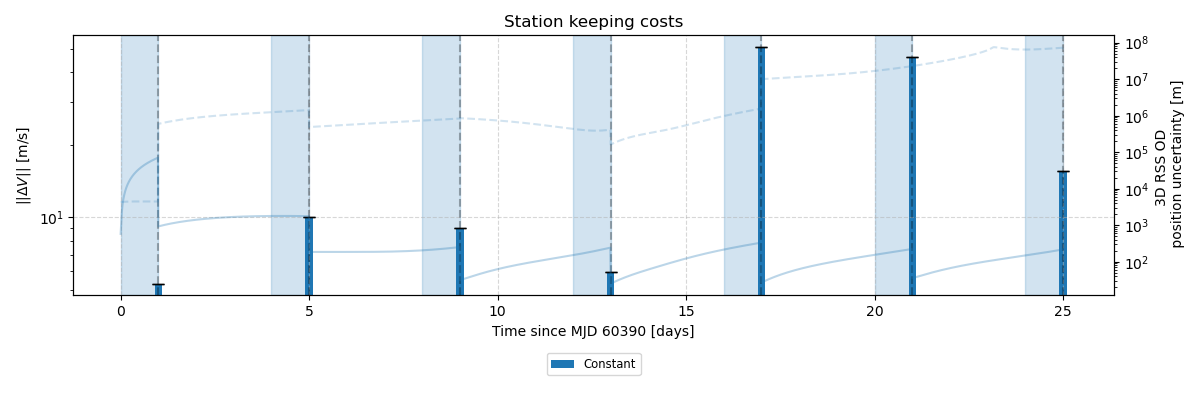 Station keeping costs
||ΔV|| [m/s]
10¹
10⁸
10⁷
10⁶
10⁵
10⁴
10³
10²
3D RSS OD
position uncertainty [m]
0 5 10 15 20 25
Time since MJD 60390 [days]
Constant